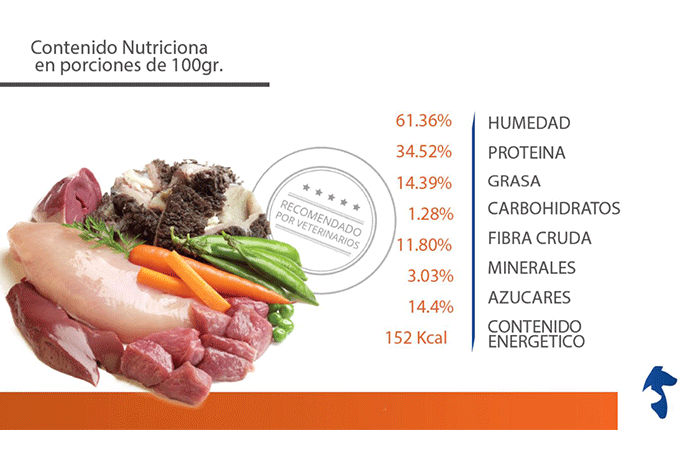 Contenido Nutriciona
en porciones de 100gr.
61.36% HUMEDAD
34.52% PROTEINA
14.39% GRASA
1.28% CARBOHIDRATOS
11.80% FIBRA CRUDA
3.03% MINERALES
14.4% AZUCARES
152 Kcal CONTENIDO
ENERGETICO
RECOMENDADO
POR VETERINARIOS